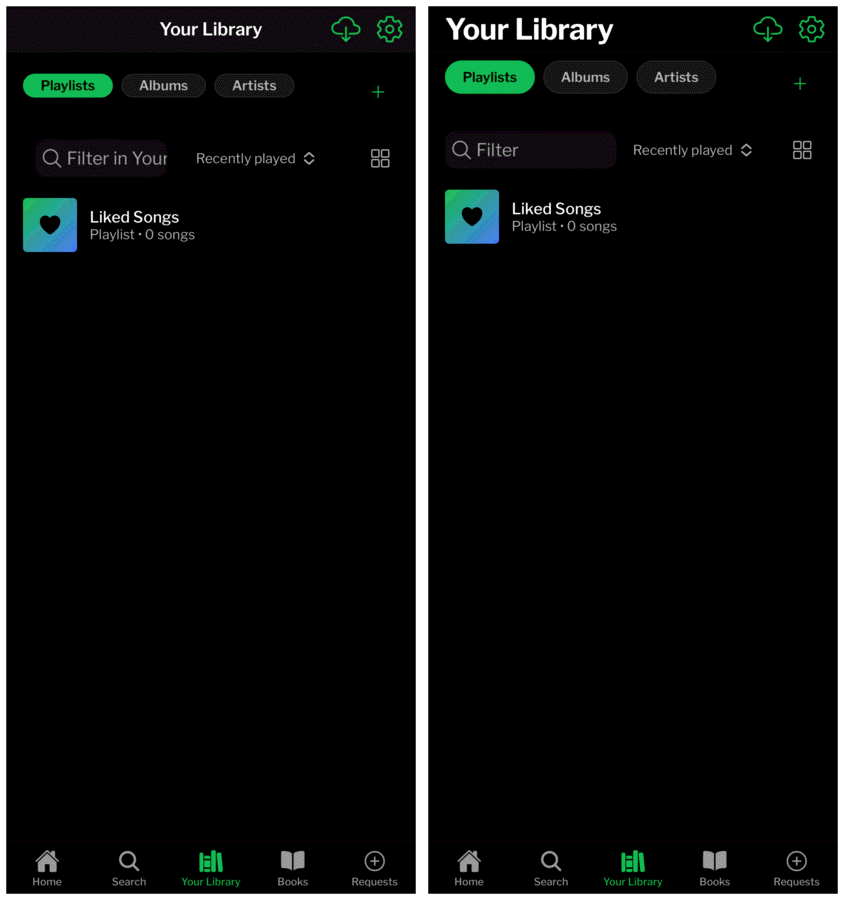 Your Library
Playlists Albums Artists +
Filter in Your Recently played
Liked Songs
Playlist • 0 songs
Home Search Your Library Books Requests
Your Library
Playlists Albums Artists +
Filter Recently played
Liked Songs
Playlist • 0 songs
Home Search Your Library Books Requests